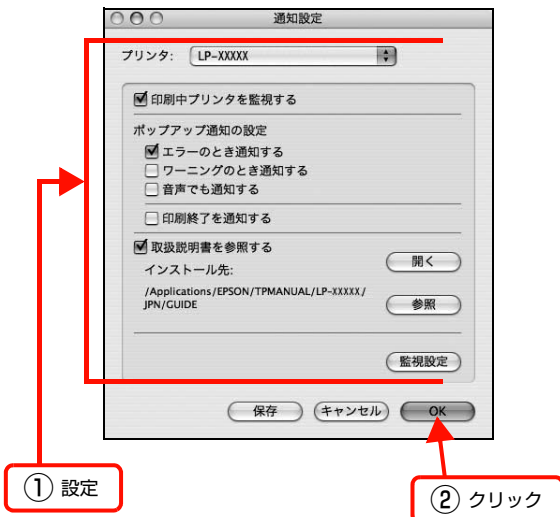 通知設定
プリンタ: LP-XXXXX
印刷中プリンタを監視する
ポップアップ通知の設定
エラーのとき通知する
ワーニングのとき通知する
音声でも通知する
印刷終了を通知する
取扱説明書を参照する
開く
インストール先:
/Applications/EPSON/TPMANUAL/LP-XXXXX/
JPN/GUIDE
参照
監視設定
保存 キャンセル OK
① 設定
② クリック